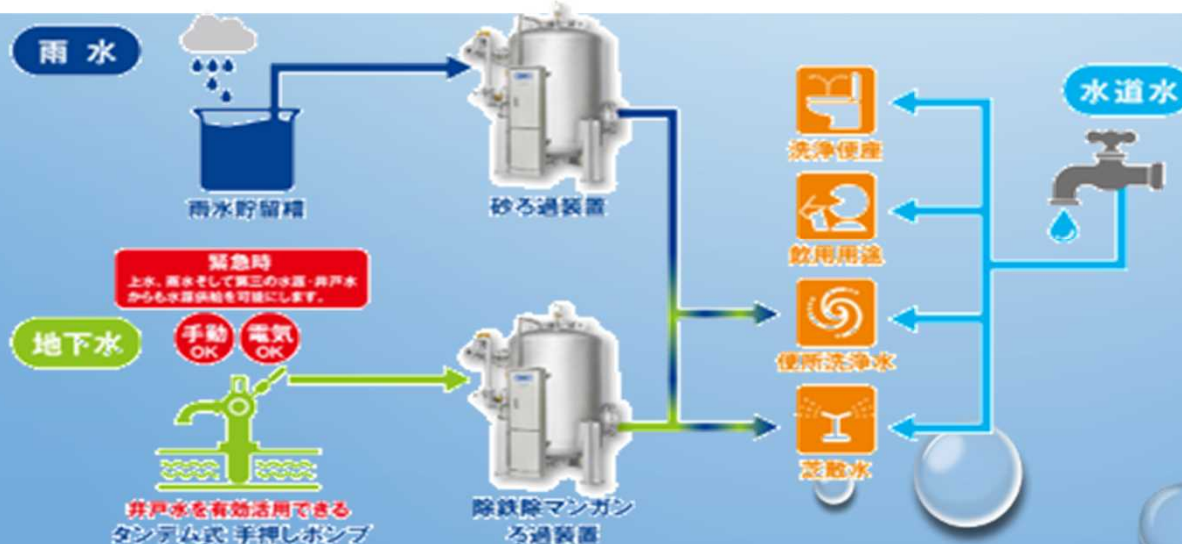 雨水
雨水貯留槽
砂ろ過装置
洗浄便座
水道水
飲用用途
緊急時
上水、雨水そして第三の水源・井戸水
からも水源供給を可能にします。
地下水
手動
OK
電気
OK
便所洗浄水
芝散水
井戸水を有効活用できる
タンデム式 手押しポンプ
除鉄除マンガン
ろ過装置